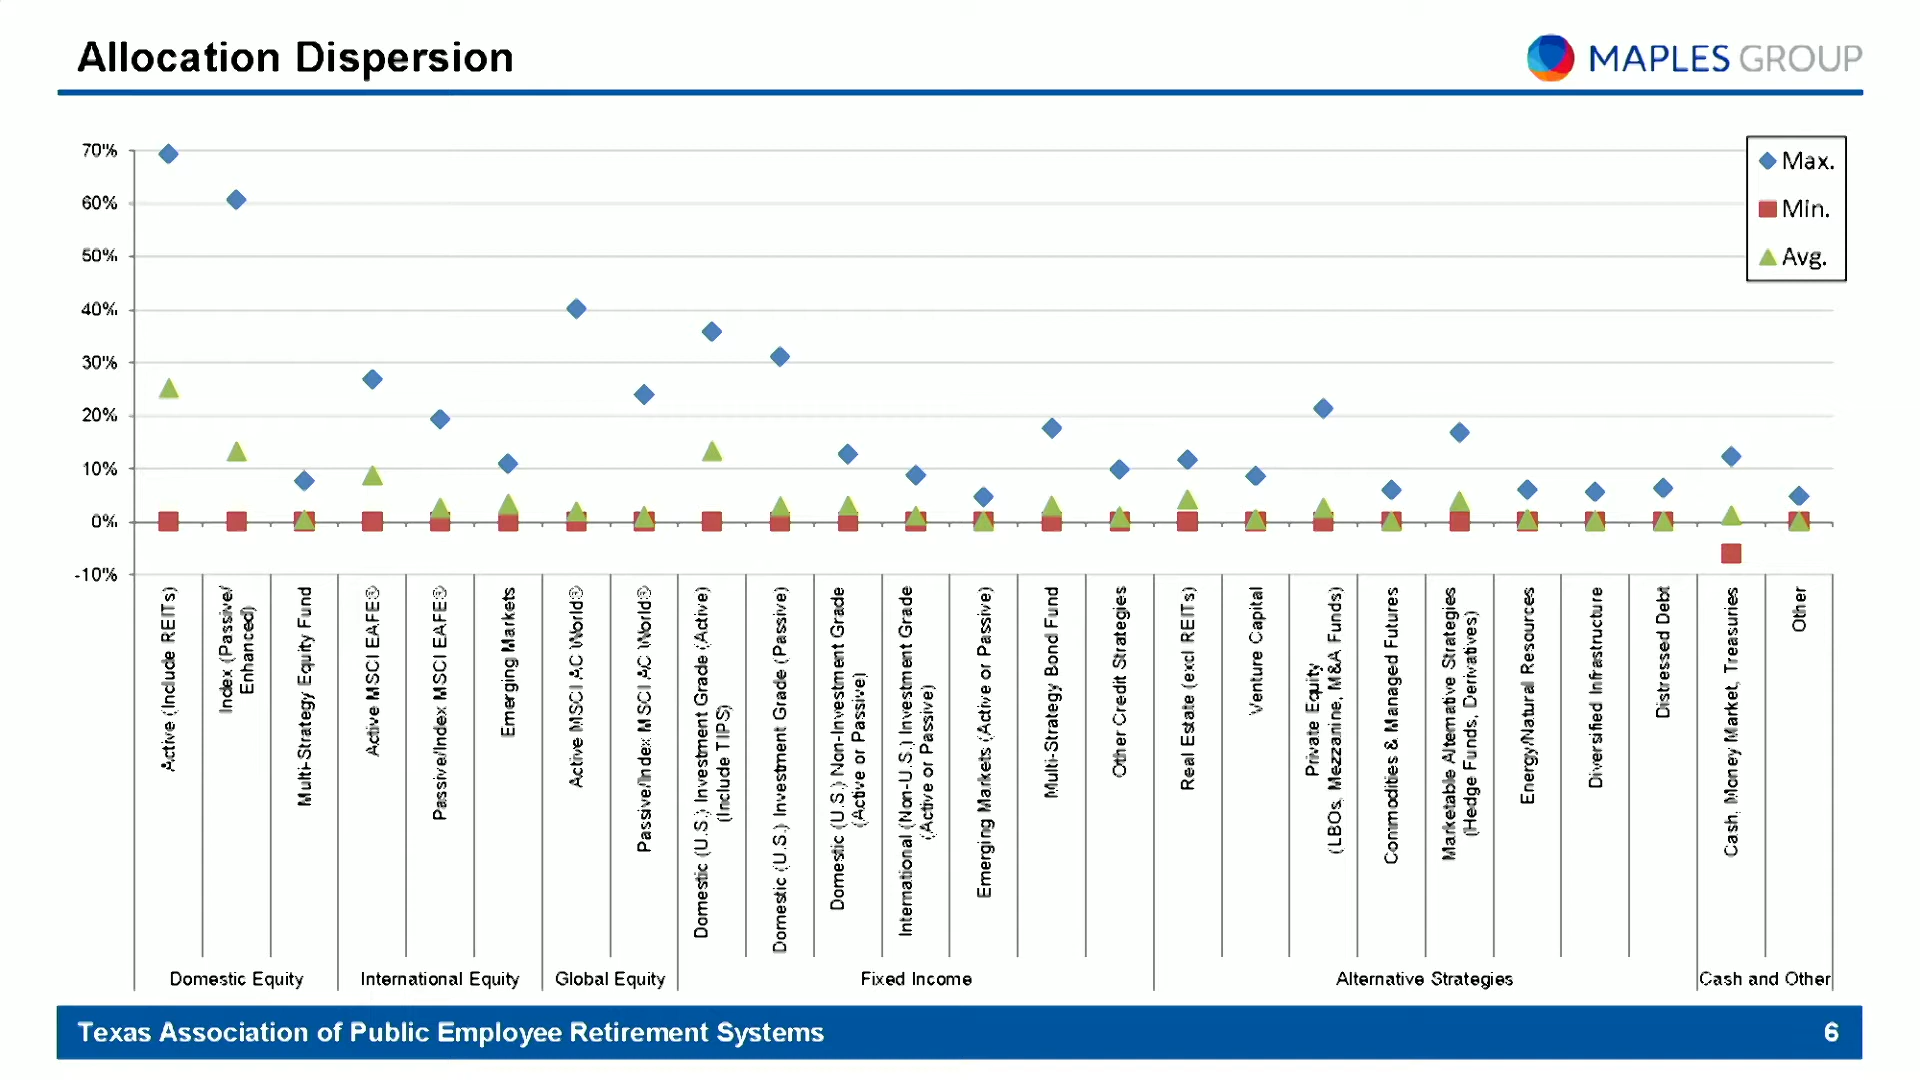 Allocation Dispersion
MAPLES GROUP
70%
60%
50%
40%
30%
20%
10%
0%
-10%
Max.
Min.
Avg.
Active (Include REITs)
Index (Passive/
Enhanced)
Multi-Strategy Equity Fund
Active MSCI EAFE®
Passive/Index MSCI EAFE®
Emerging Markets
Active MSCI AC World®
Passive/Index MSCI AC World®
Domestic (U.S.) Investment Grade (Active)
(Include TIPS)
Domestic (U.S.) Investment Grade (Passive)
Domestic (U.S.) Non-Investment Grade
(Active or Passive)
International (Non-U.S.) Investment Grade
(Active or Passive)
Emerging Markets (Active or Passive)
Multi-Strategy Bond Fund
Other Credit Strategies
Real Estate (excl REITs)
Venture Capital
Private Equity
(LBOs, Mezzanine, M&A Funds)
Commodities & Managed Futures
Marketable Alternative Strategies
(Hedge Funds, Derivatives)
Energy/Natural Resources
Diversified Infrastructure
Distressed Debt
Cash, Money Market, Treasuries
Other
Domestic Equity
International Equity
Global Equity
Fixed Income
Alternative Strategies
Cash and Other
Texas Association of Public Employee Retirement Systems
6